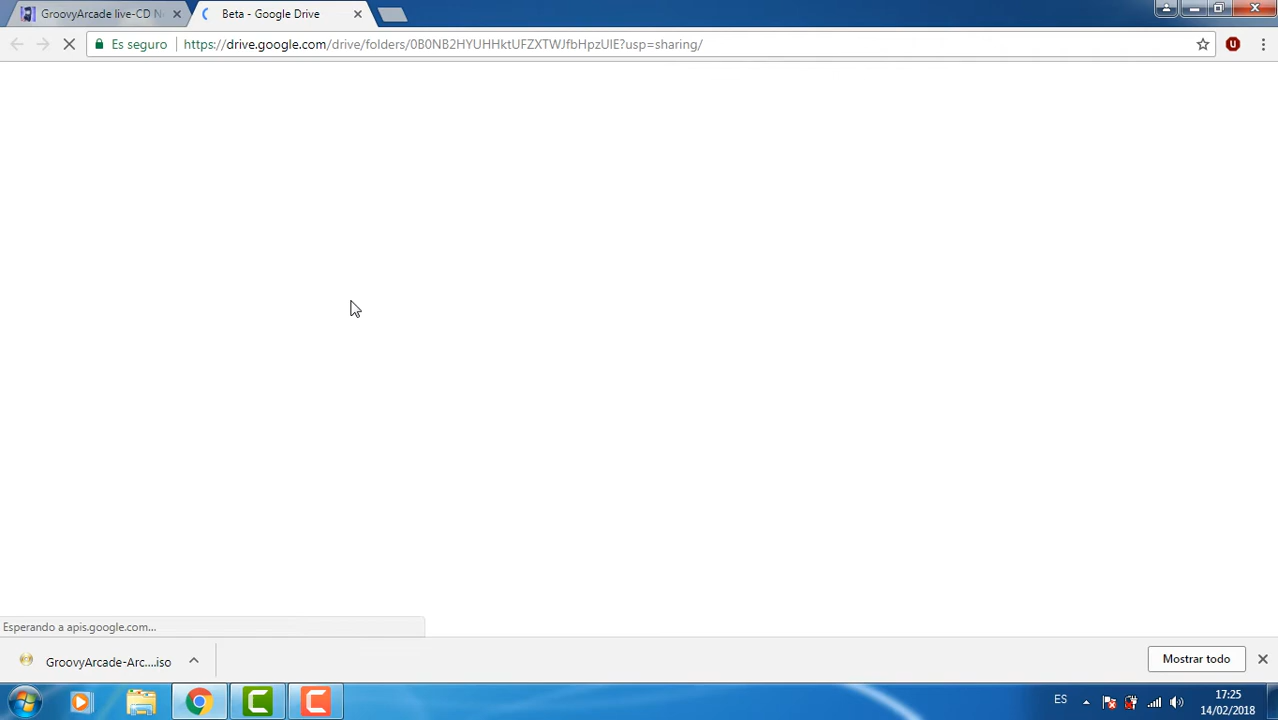 GroovyArcade live-CD N
Beta - Google Drive
Es seguro
https://drive.google.com/drive/folders/0B0NB2HYUHHktUFZXTWJfbHpzUlE?usp=sharing/
Esperando a apis.google.com...
GroovyArcade-Arc....iso
Mostrar todo
ES
17:25
14/02/2018